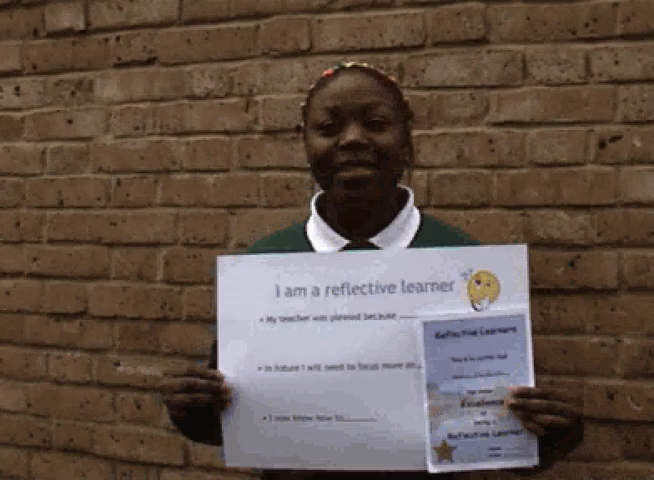 I am a reflective learner
• My teacher was pleased because
• In future I will need to focus more on...
• I now know how to
Reflective Learners
Excellence
Reflective Learner